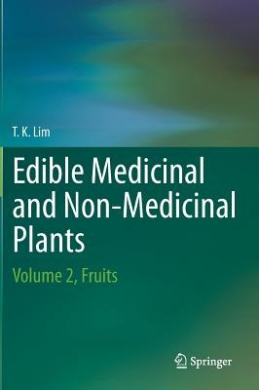 T. K. Lim
Edible Medicinal
and Non-Medicinal
Plants
Volume 2, Fruits
Springer